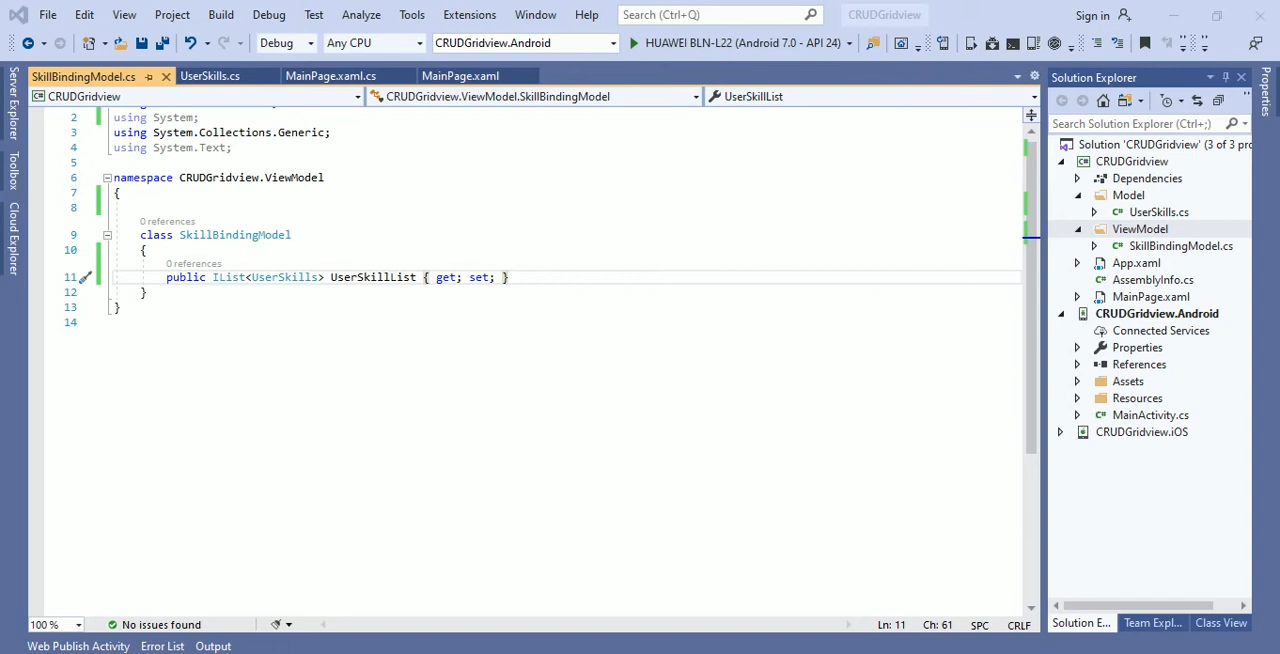 File Edit View Project Build Debug Test Analyze Tools Extensions Window Help Search (Ctrl+Q) CRUDGridview Sign in
Debug Any CPU CRUDGridview.Android HUAWEI BLN-L22 (Android 7.0 - API 24)
Server Explorer
Toolbox
Cloud Explorer
SkillBindingModel.cs UserSkills.cs MainPage.xaml.cs MainPage.xaml
CRUDGridview CRUDGridview.ViewModel.SkillBindingModel UserSkillList
2 using System;
3 using System.Collections.Generic;
4 using System.Text;
5
6 namespace CRUDGridview.ViewModel
7 {
8
0 references
9 class SkillBindingModel
10 {
0 references
11 public IList<UserSkills> UserSkillList { get; set; }
12 }
13 }
14
100 % No issues found Ln: 11 Ch: 61 SPC CRLF
Web Publish Activity Error List Output
Solution Explorer
Search Solution Explorer (Ctrl+;)
Solution 'CRUDGridview' (3 of 3 pro
C# CRUDGridview
Dependencies
Model
C# UserSkills.cs
ViewModel
C# SkillBindingModel.cs
App.xaml
C# AssemblyInfo.cs
MainPage.xaml
CRUDGridview.Android
Connected Services
Properties
References
Assets
Resources
C# MainActivity.cs
CRUDGridview.iOS
Solution E... Team Expl... Class View
Properties